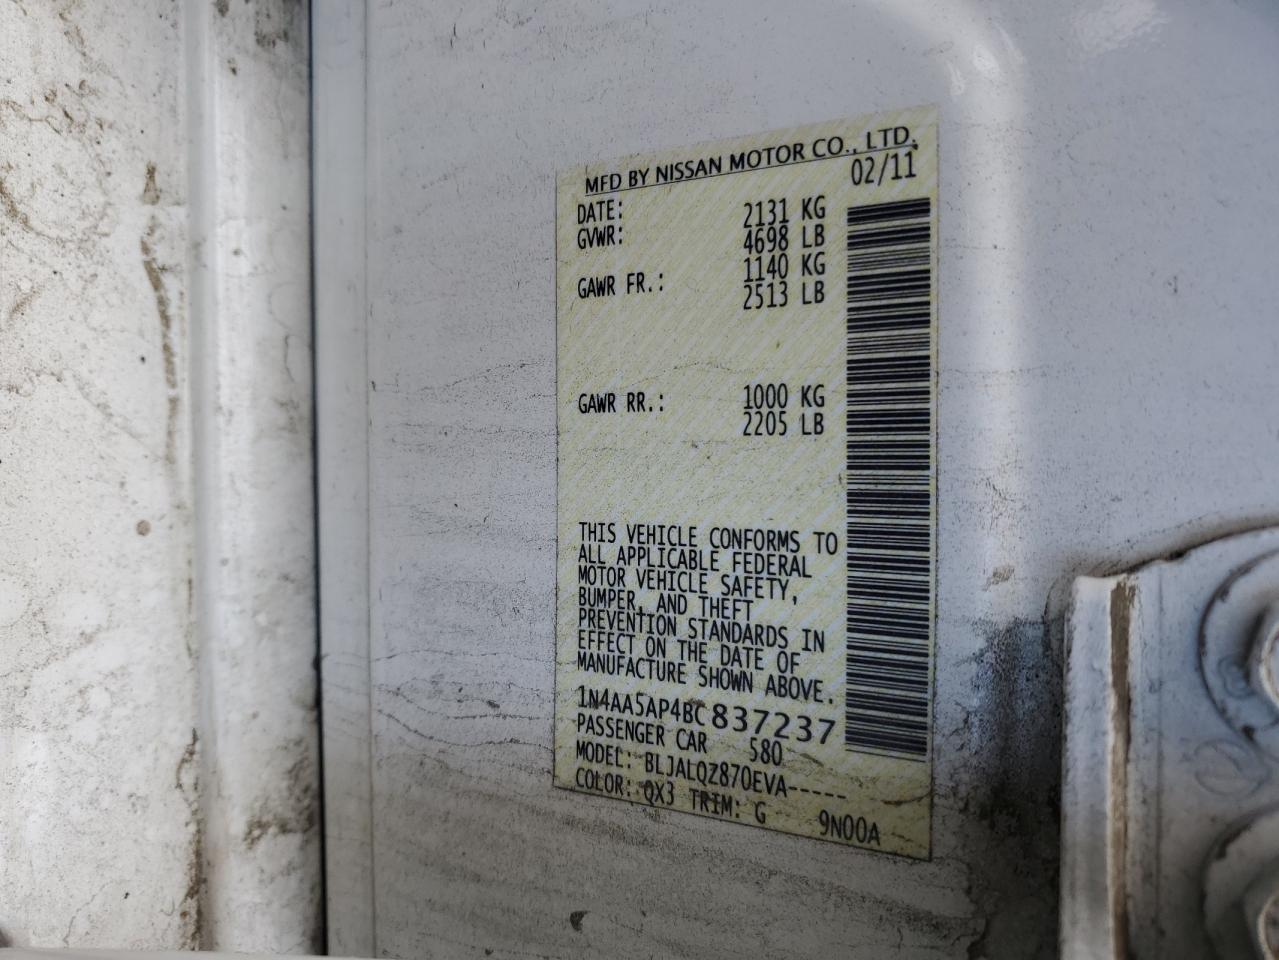 MFD BY NISSAN MOTOR CO., LTD.
DATE: 02/11
GVWR: 2131 KG
4698 LB
GAWR FR.: 1140 KG
2513 LB
GAWR RR.: 1000 KG
2205 LB
THIS VEHICLE CONFORMS TO
ALL APPLICABLE FEDERAL
MOTOR VEHICLE SAFETY,
BUMPER, AND THEFT
PREVENTION STANDARDS IN
EFFECT ON THE DATE OF
MANUFACTURE SHOWN ABOVE.
1N4AA5AP4BC837237
PASSENGER CAR 580
MODEL: BLJALQZ870EVA------
COLOR: QX3 TRIM: G 9N00A